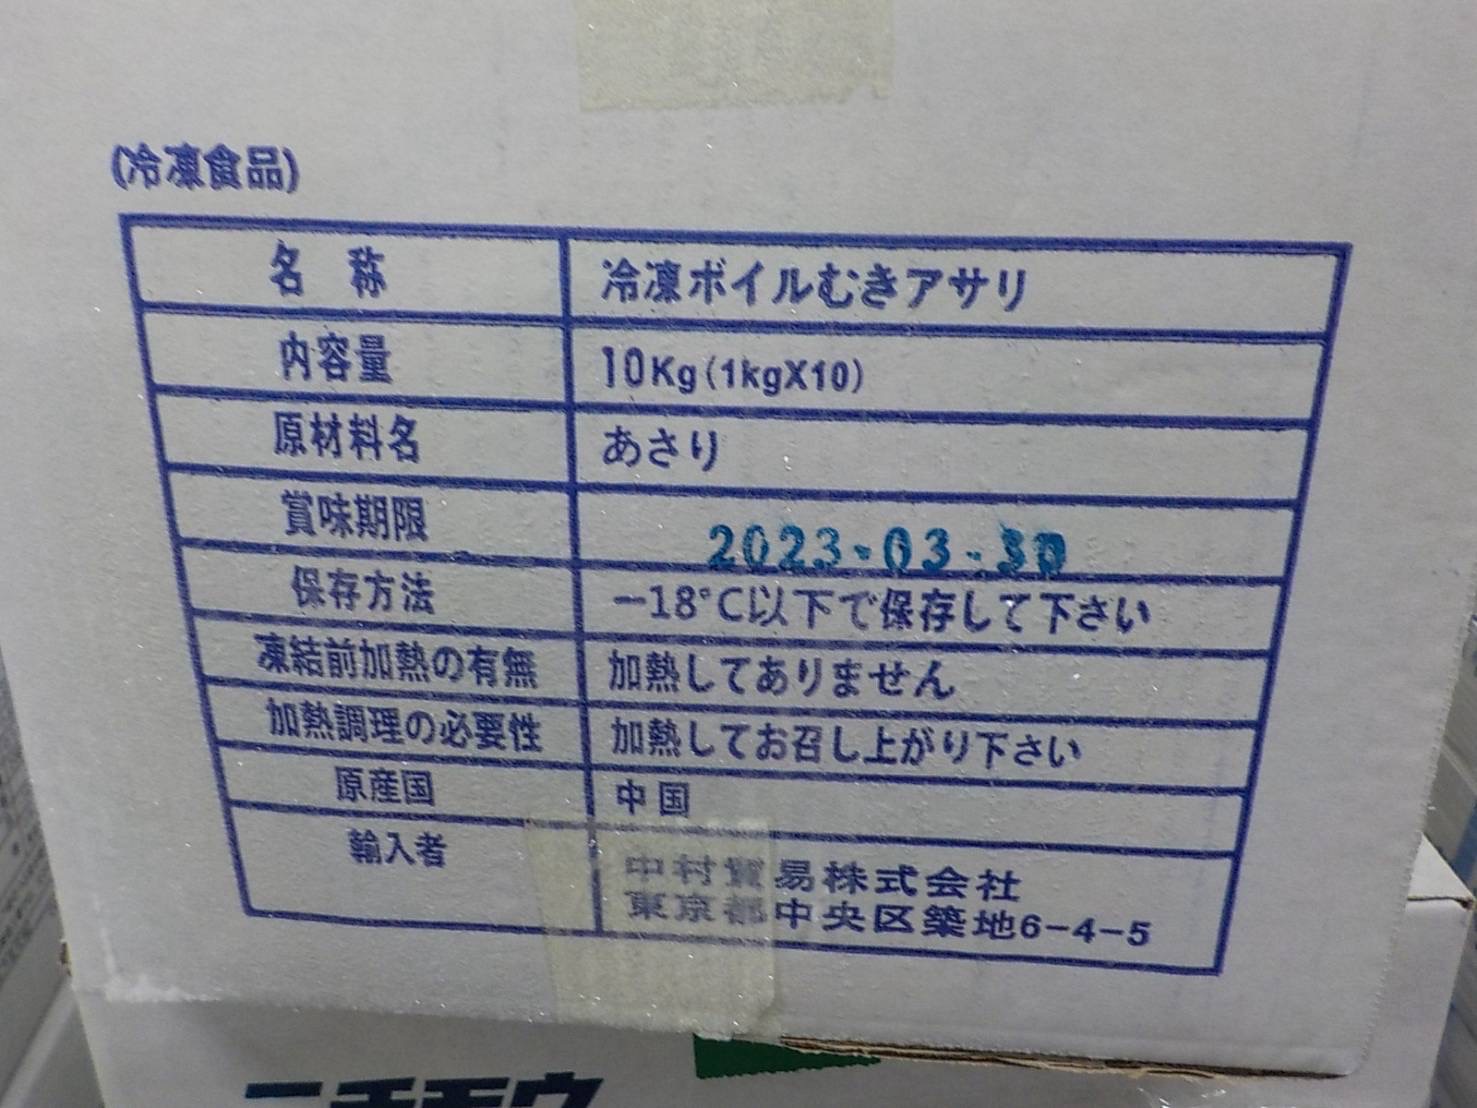 (冷凍食品)
名 称 冷凍ボイルむきアサリ
内容量 10Kg(1kgX10)
原材料名 あさり
賞味期限 2023.03.30
保存方法 －18℃以下で保存して下さい
凍結前加熱の有無 加熱してありません
加熱調理の必要性 加熱してお召し上がり下さい
原産国 中国
輸入者 中村貿易株式会社
東京都中央区築地6-4-5
ニチモウ